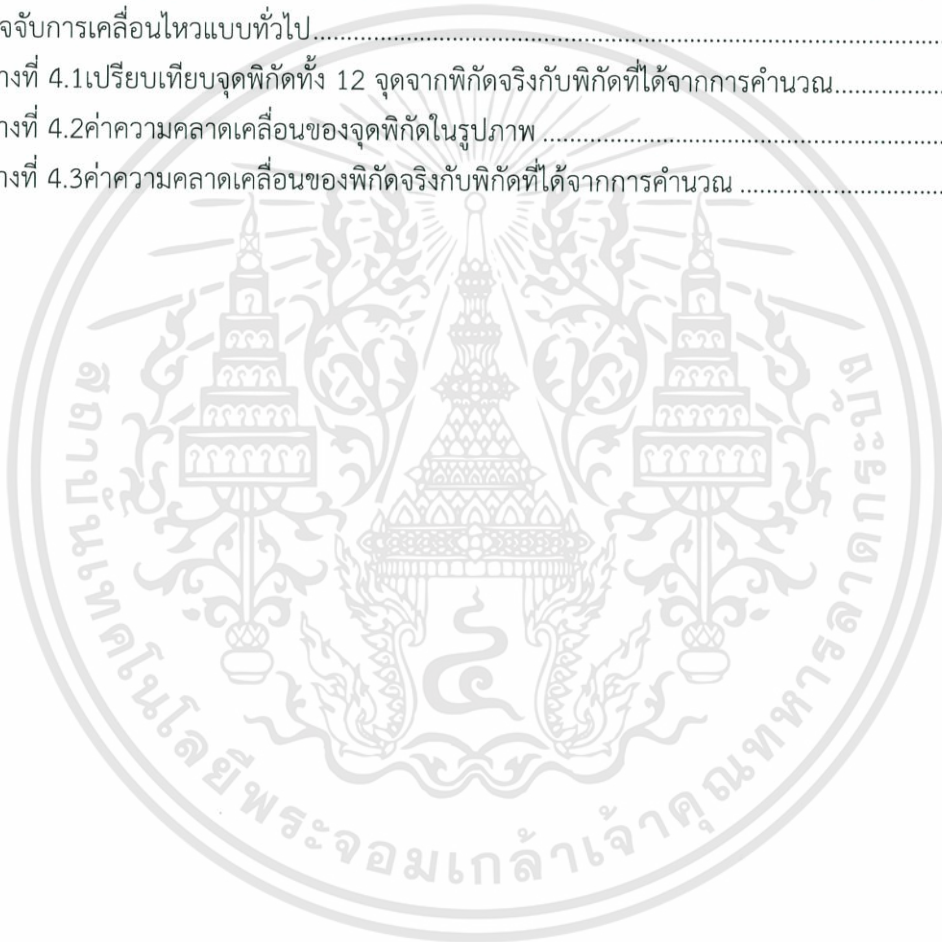 จจับการเคลื่อนไหวแบบทั่วไป
างที่ 4.1เปรียบเทียบจุดพิกัดทั้ง 12 จุดจากพิกัดจริงกับพิกัดที่ได้จากการคำนวณ
างที่ 4.2ค่าความคลาดเคลื่อนของจุดพิกัดในรูปภาพ
างที่ 4.3ค่าความคลาดเคลื่อนของพิกัดจริงกับพิกัดที่ได้จากการคำนวณ
๔
สถาบันเทคโนโลยีพระจอมเกล้าเจ้าคุณทหารลาดกระบัง